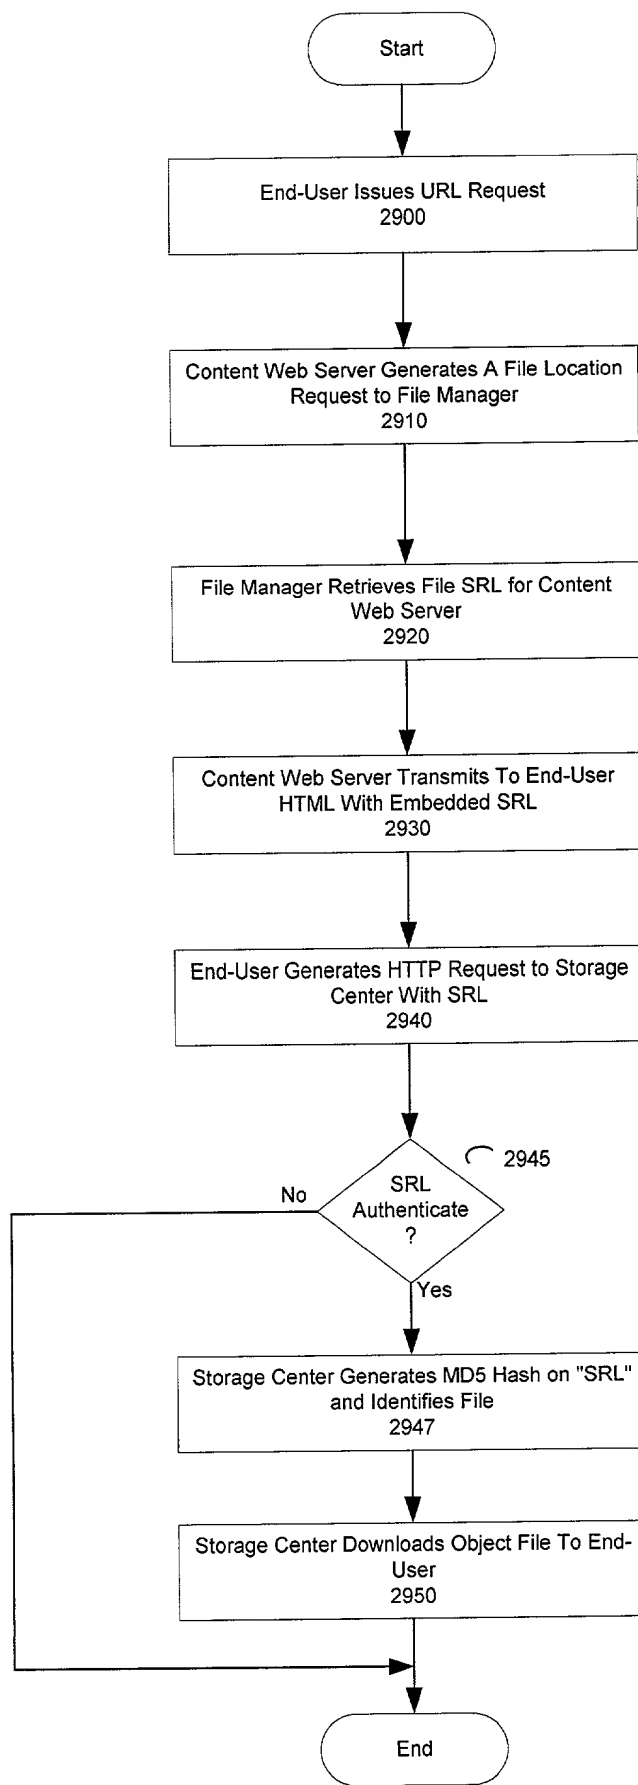 Start
End-User Issues URL Request
2900
Content Web Server Generates A File Location
Request to File Manager
2910
File Manager Retrieves File SRL for Content
Web Server
2920
Content Web Server Transmits To End-User
HTML With Embedded SRL
2930
End-User Generates HTTP Request to Storage
Center With SRL
2940
2945
SRL
Authenticate
?
No
Yes
Storage Center Generates MD5 Hash on "SRL"
and Identifies File
2947
Storage Center Downloads Object File To End-
User
2950
End